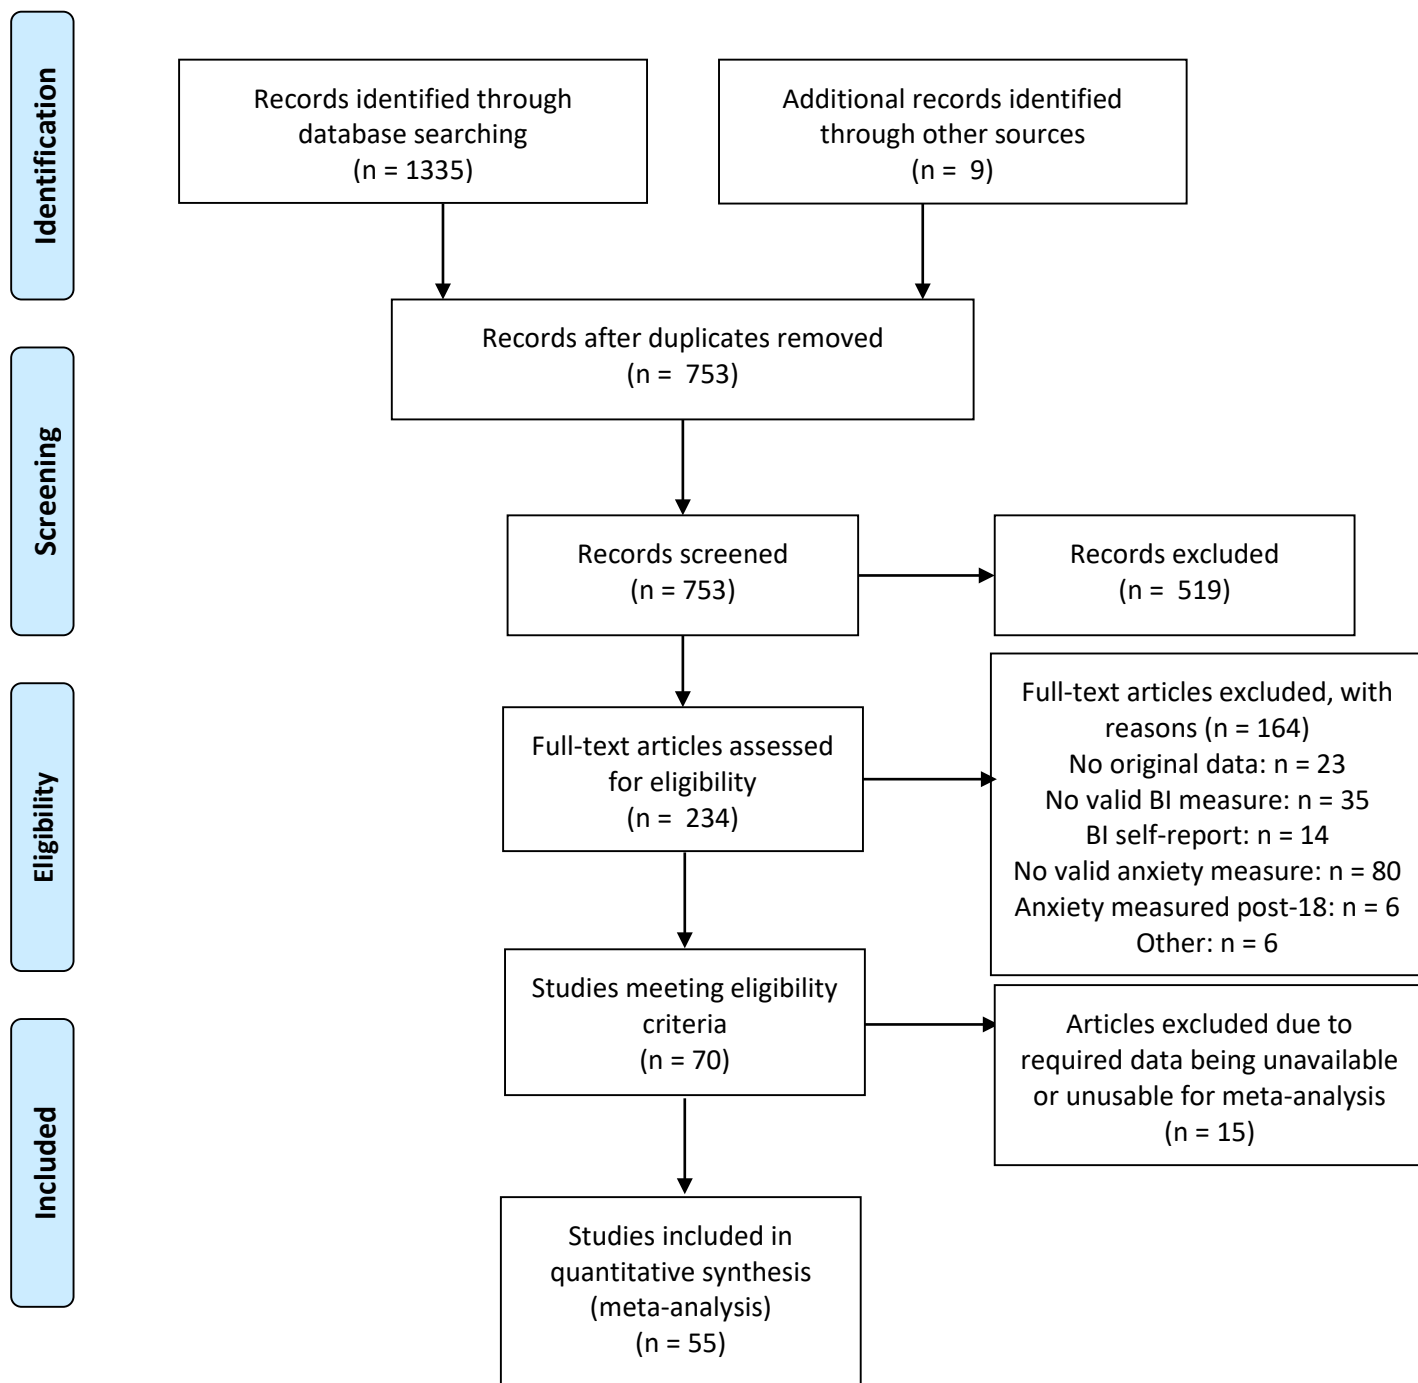 Identification
Records identified through
database searching
(n = 1335)
Additional records identified
through other sources
(n = 9)
Records after duplicates removed
(n = 753)
Screening
Records screened
(n = 753)
Records excluded
(n = 519)
Eligibility
Full-text articles assessed
for eligibility
(n = 234)
Full-text articles excluded, with
reasons (n = 164)
No original data: n = 23
No valid BI measure: n = 35
BI self-report: n = 14
No valid anxiety measure: n = 80
Anxiety measured post-18: n = 6
Other: n = 6
Studies meeting eligibility
criteria
(n = 70)
Articles excluded due to
required data being unavailable
or unusable for meta-analysis
(n = 15)
Included
Studies included in
quantitative synthesis
(meta-analysis)
(n = 55)